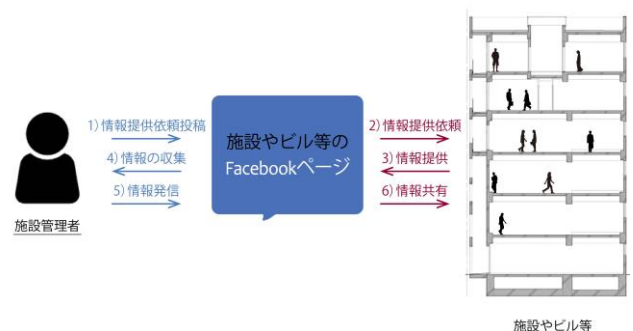 1）情報提供依頼投稿
4）情報の収集
5）情報発信
施設管理者
施設やビル等の
Facebookページ
2）情報提供依頼
3）情報提供
6）情報共有
施設やビル等